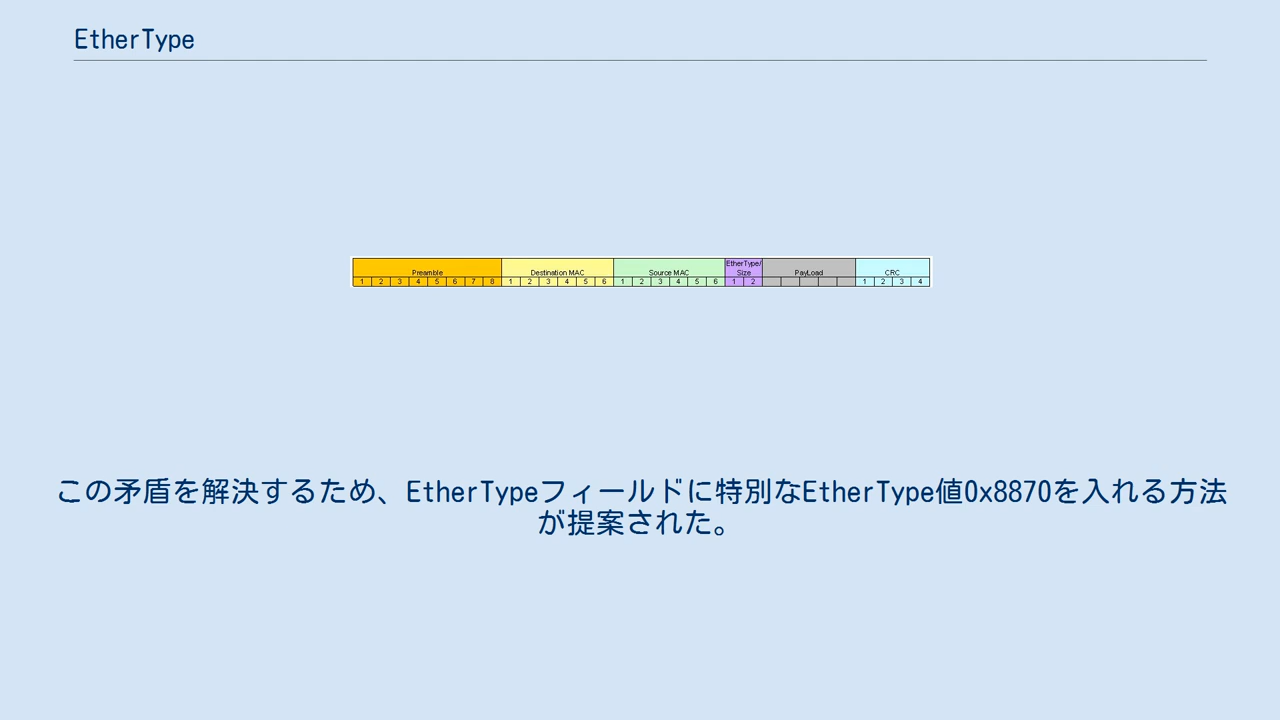 EtherType
Preamble Destination MAC Source MAC EtherType/ Size PayLoad CRC
1 2 3 4 5 6 7 8 1 2 3 4 5 6 1 2 3 4 5 6 1 2 1 2 3 4
この矛盾を解決するため、EtherTypeフィールドに特別なEtherType値0x8870を入れる方法
が提案された。